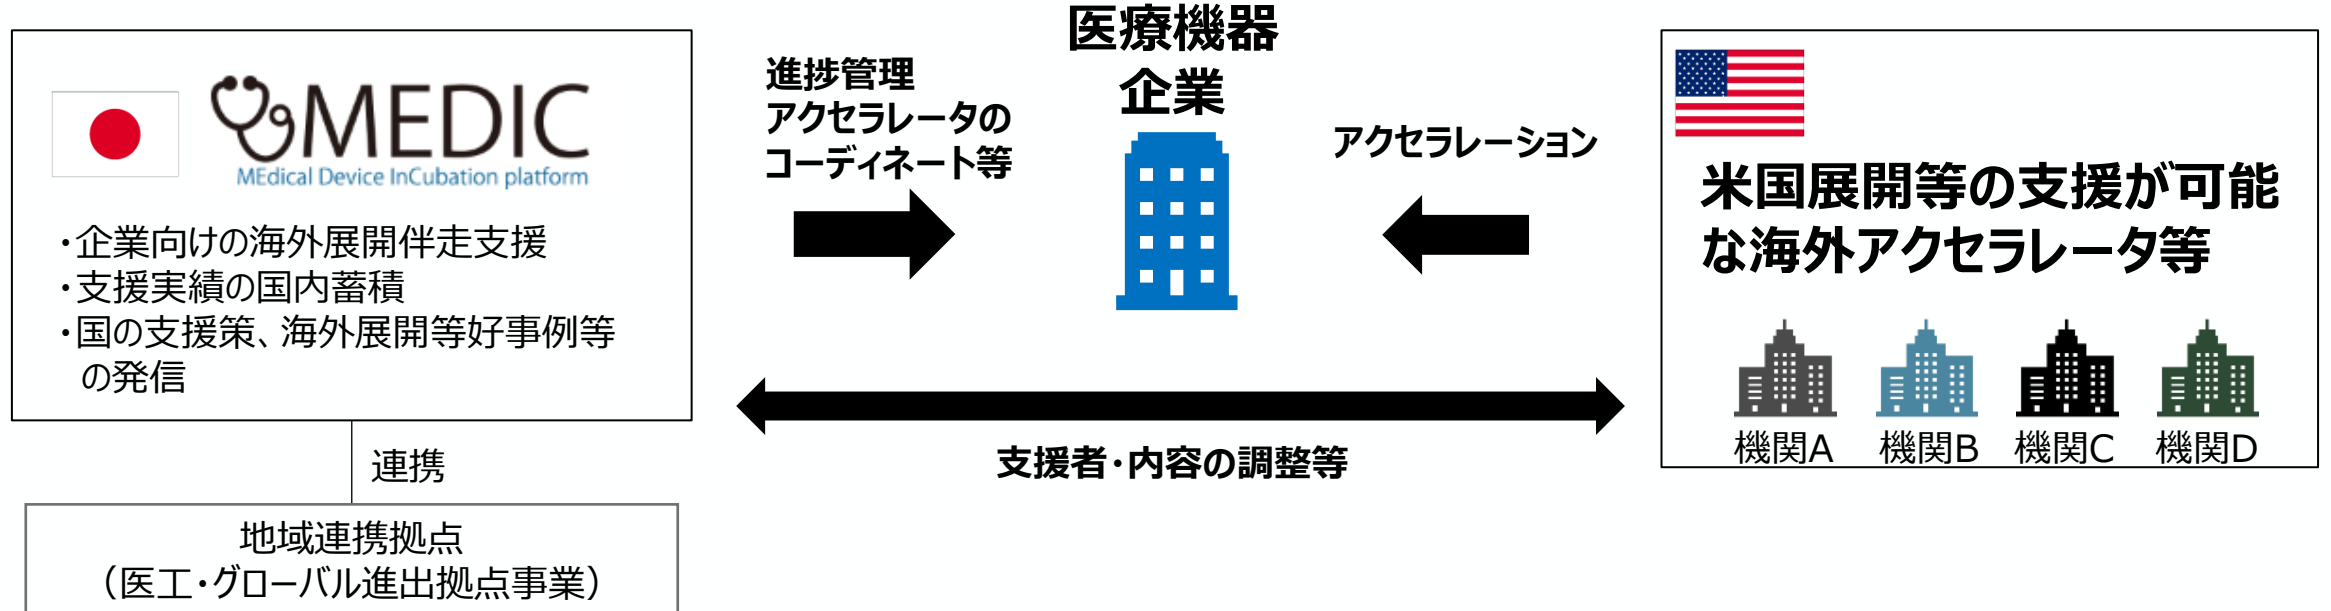 MEDIC
MEdical Device InCubation platform
・企業向けの海外展開伴走支援
・支援実績の国内蓄積
・国の支援策、海外展開等好事例等
の発信
連携
地域連携拠点
（医工・グローバル進出拠点事業）
進捗管理
アクセラレータの
コーディネート等
医療機器
企業
アクセラレーション
支援者・内容の調整等
米国展開等の支援が可能
な海外アクセラレータ等
機関A
機関B
機関C
機関D